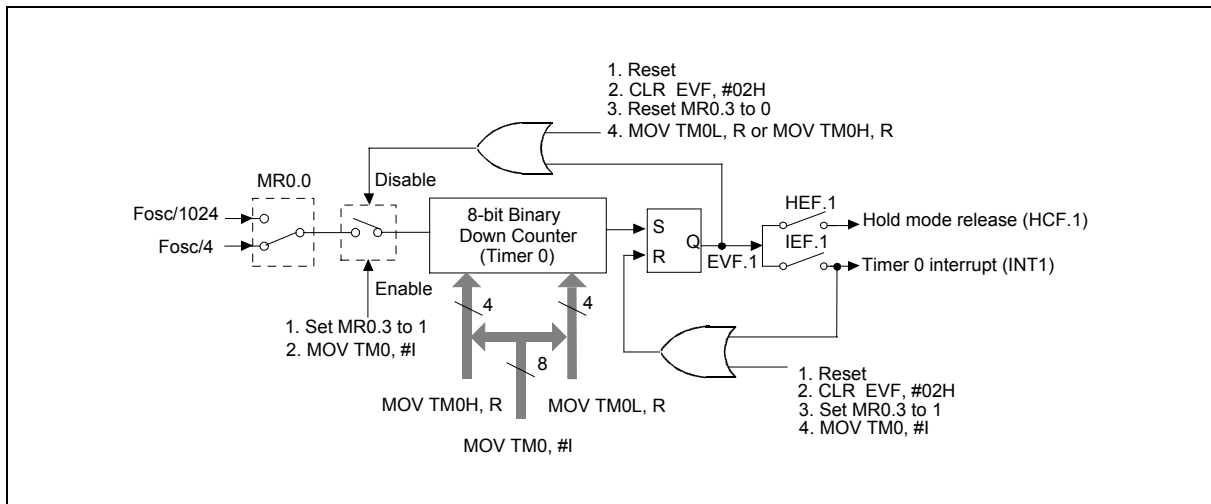 1. Reset
2. CLR EVF, #02H
3. Reset MR0.3 to 0
4. MOV TM0L, R or MOV TM0H, R
MR0.0
Disable
Fosc/1024
Fosc/4
8-bit Binary
Down Counter
(Timer 0)
S
Q
R
EVF.1
HEF.1
Hold mode release (HCF.1)
IEF.1
Timer 0 interrupt (INT1)
Enable
1. Set MR0.3 to 1
2. MOV TM0, #I
4
4
8
MOV TM0H, R
MOV TM0L, R
MOV TM0, #I
1. Reset
2. CLR EVF, #02H
3. Set MR0.3 to 1
4. MOV TM0, #I